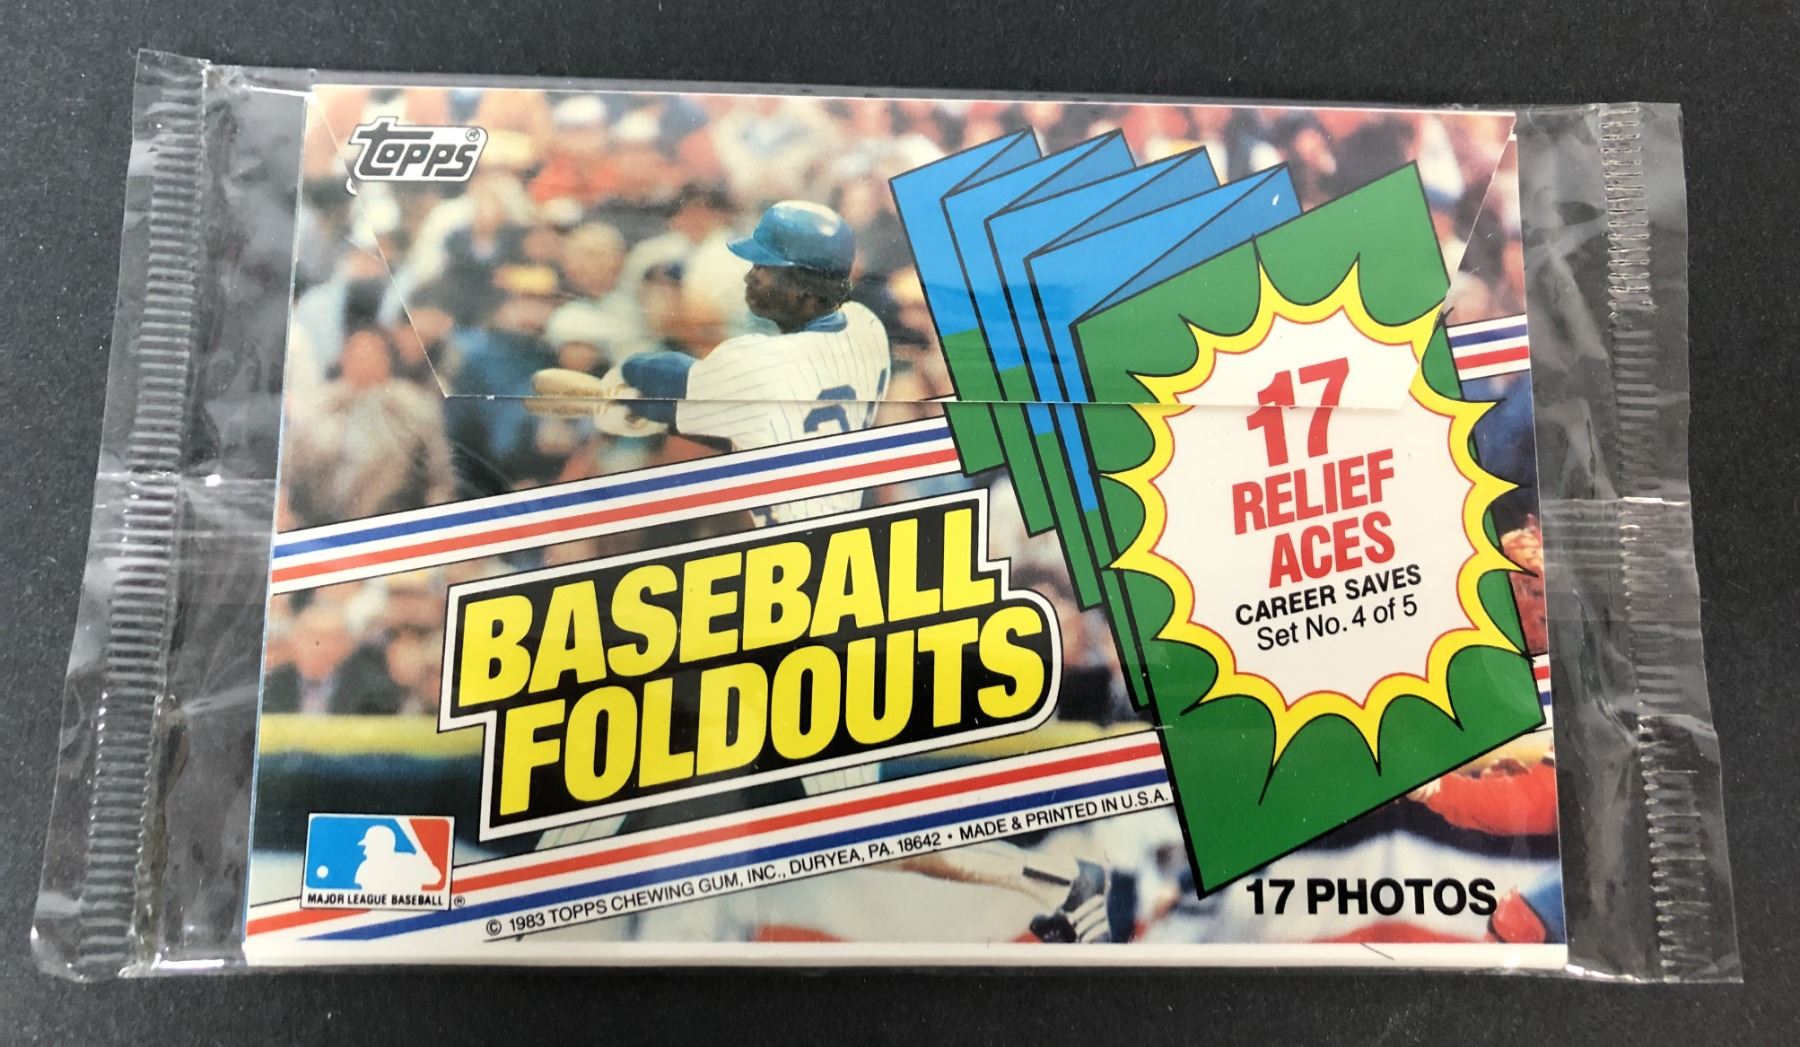 TOPPS®
17
RELIEF
ACES
CAREER SAVES
Set No. 4 of 5
BASEBALL
FOLDOUTS
MAJOR LEAGUE BASEBALL ®
© 1983 TOPPS CHEWING GUM, INC., DURYEA, PA. 18642 • MADE & PRINTED IN U.S.A.
17 PHOTOS